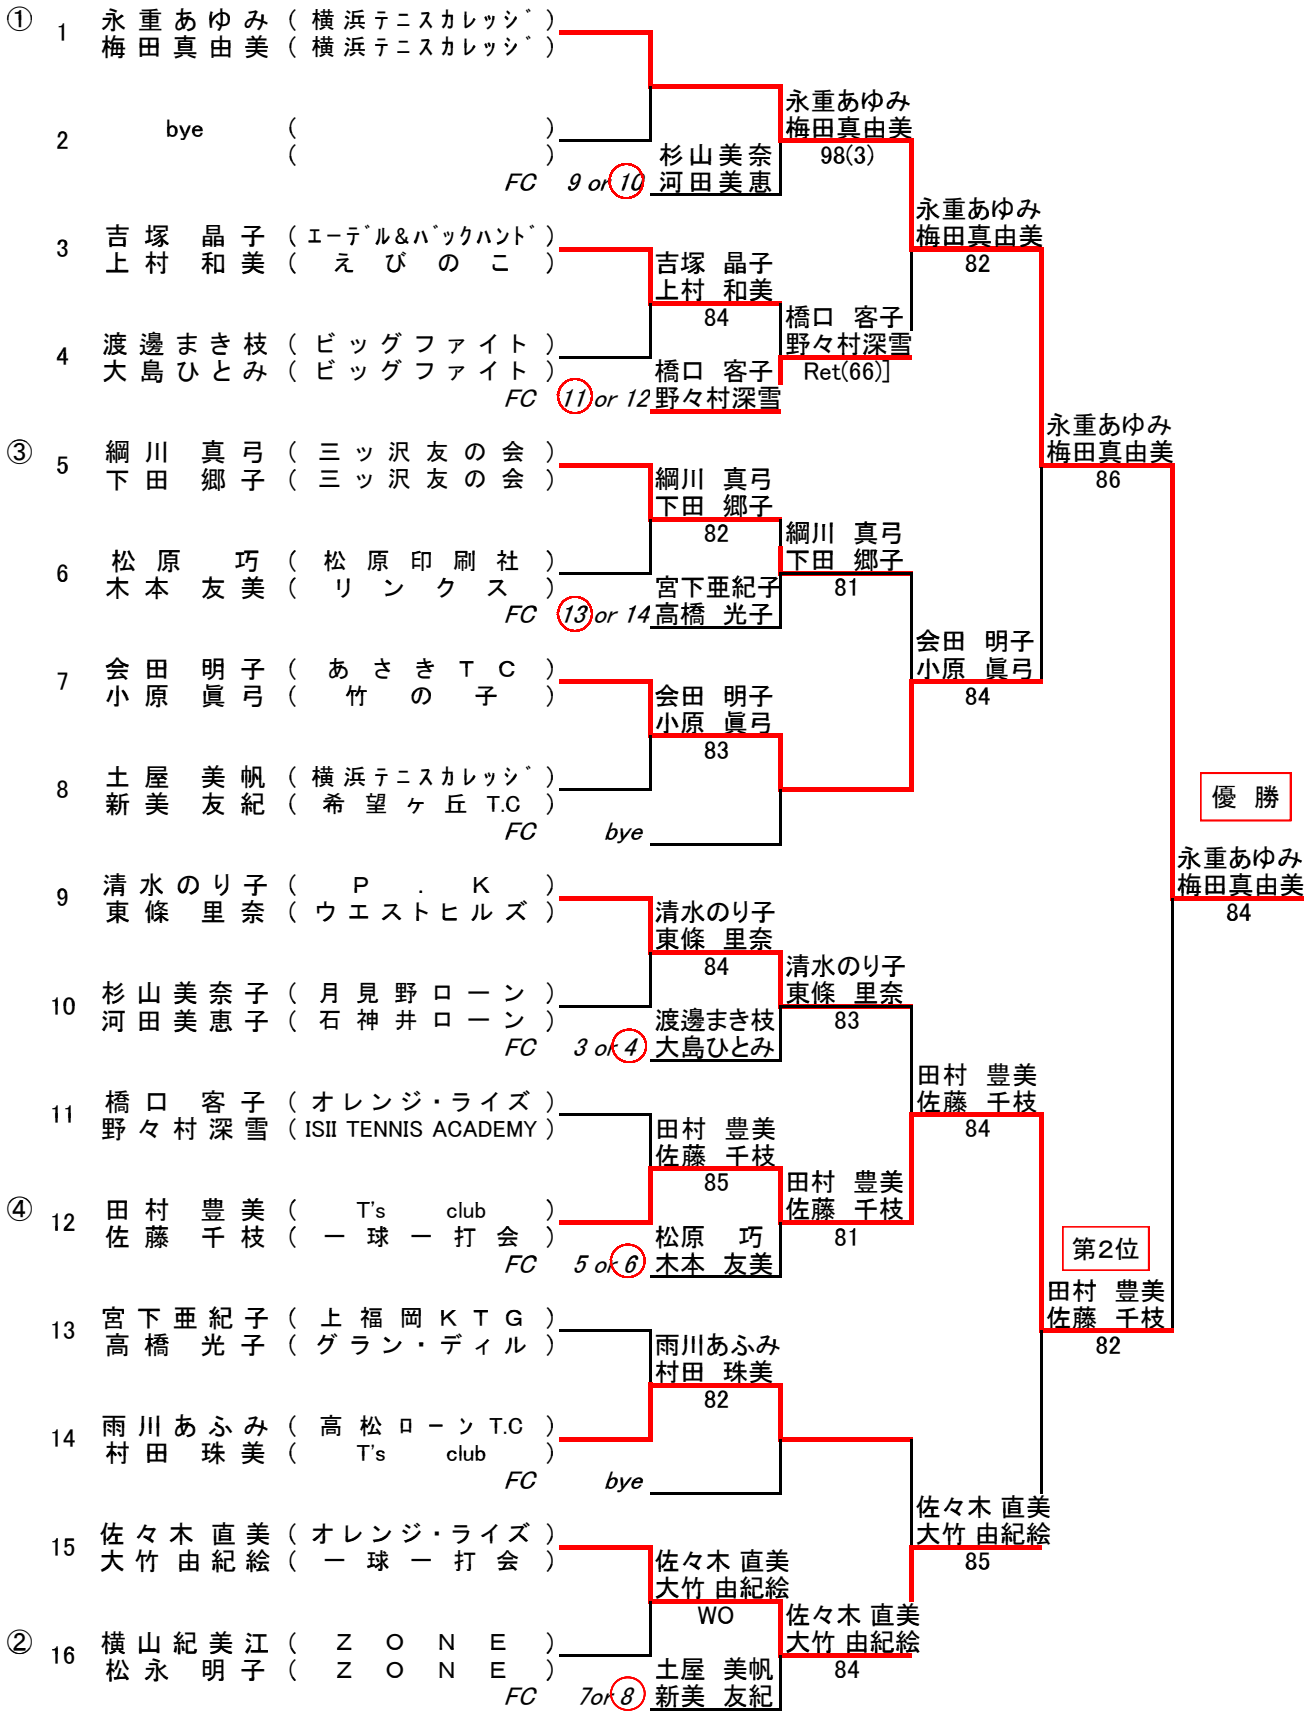 ① 1 永重あゆみ ( 横浜テニスカレッジ )
梅田真由美 ( 横浜テニスカレッジ )
永重あゆみ
2 bye ( ) 梅田真由美
( ) 杉山美奈 98(3)
FC 9 or 10 河田美恵
永重あゆみ
3 吉塚 晶子 ( エーデル&バックハンド ) 梅田真由美
上村 和美 ( えびのこ ) 吉塚 晶子 82
上村 和美
84 橋口 客子
4 渡邊まき枝 ( ビッグファイト ) 野々村深雪
大島ひとみ ( ビッグファイト ) 橋口 客子 Ret(66)]
FC 11 or 12 野々村深雪
永重あゆみ
③ 5 綱川 真弓 ( 三ッ沢友の会 ) 梅田真由美
下田 郷子 ( 三ッ沢友の会 ) 綱川 真弓 86
下田 郷子
82 綱川 真弓
6 松原 巧 ( 松原印刷社 ) 下田 郷子
木本 友美 ( リンクス ) 宮下亜紀子 81
FC 13 or 14 高橋 光子
会田 明子
7 会田 明子 ( あさきTC ) 小原 眞弓
小原 眞弓 ( 竹の子 ) 会田 明子 84
小原 眞弓
83
8 土屋 美帆 ( 横浜テニスカレッジ )
新美 友紀 ( 希望ヶ丘T.C ) 優勝
FC bye
永重あゆみ
9 清水のり子 ( P.K ) 梅田真由美
東條 里奈 ( ウエストヒルズ ) 清水のり子 84
東條 里奈
84 清水のり子
10 杉山美奈子 ( 月見野ローン ) 東條 里奈
河田美恵子 ( 石神井ローン ) 渡邊まき枝 83
FC 3 or 4 大島ひとみ
田村 豊美
11 橋口 客子 ( オレンジ・ライズ ) 佐藤 千枝
野々村深雪 ( ISII TENNIS ACADEMY ) 田村 豊美 84
佐藤 千枝
85 田村 豊美
④ 12 田村 豊美 ( T's club ) 佐藤 千枝
佐藤 千枝 ( 一球一打会 ) 松原 巧 81
FC 5 or 6 木本 友美 第2位
田村 豊美
13 宮下亜紀子 ( 上福岡KTG ) 佐藤 千枝
高橋 光子 ( グラン・ディル ) 雨川あふみ 82
村田 珠美
82
14 雨川あふみ ( 高松ローンT.C )
村田 珠美 ( T's club )
FC bye
佐々木 直美
15 佐々木 直美 ( オレンジ・ライズ ) 大竹 由紀絵
大竹 由紀絵 ( 一球一打会 ) 佐々木 直美 85
大竹 由紀絵
WO 佐々木 直美
② 16 横山紀美江 ( ZONE ) 大竹 由紀絵
松永 明子 ( ZONE ) 土屋 美帆 84
FC 7or 8 新美 友紀